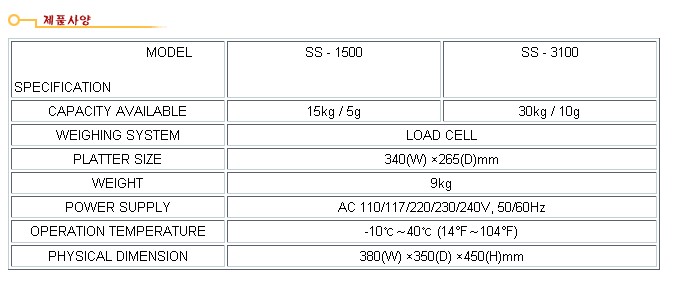 제품사양
MODEL SS - 1500 SS - 3100
SPECIFICATION
CAPACITY AVAILABLE 15kg / 5g 30kg / 10g
WEIGHING SYSTEM LOAD CELL
PLATTER SIZE 340(W) ×265(D)mm
WEIGHT 9kg
POWER SUPPLY AC 110/117/220/230/240V, 50/60Hz
OPERATION TEMPERATURE -10℃~40℃ (14℉~104℉)
PHYSICAL DIMENSION 380(W) ×350(D) ×450(H)mm